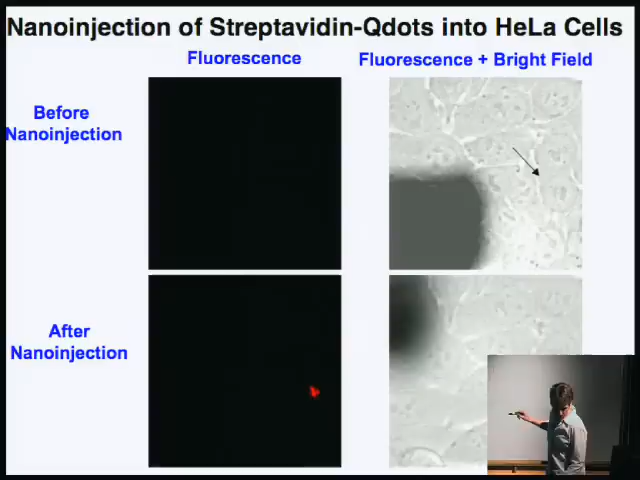 Nanoinjection of Streptavidin-Qdots into HeLa Cells
Fluorescence
Fluorescence + Bright Field
Before
Nanoinjection
After
Nanoinjection